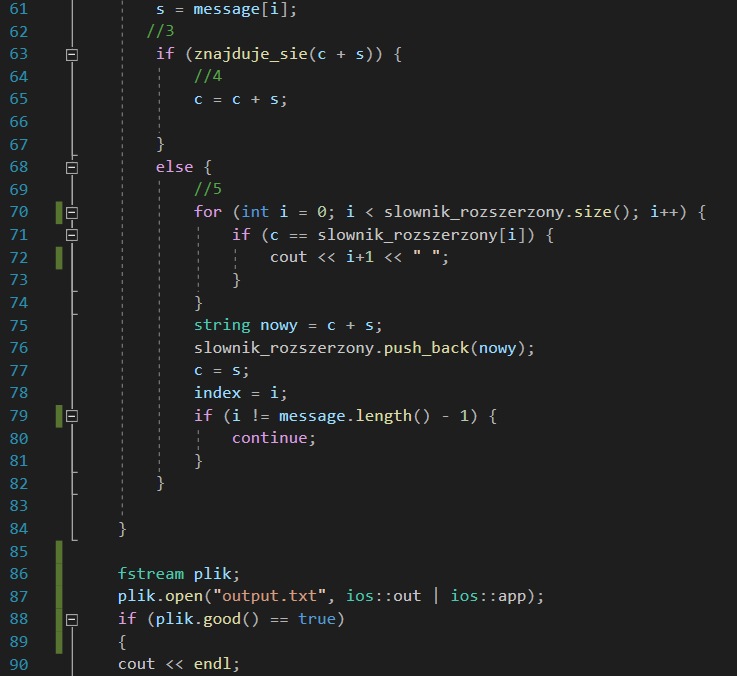 61 s = message[i];
62 //3
63 if (znajduje_sie(c + s)) {
64 //4
65 c = c + s;
66
67 }
68 else {
69 //5
70 for (int i = 0; i < slownik_rozszerzony.size(); i++) {
71 if (c == slownik_rozszerzony[i]) {
72 cout << i+1 << " ";
73 }
74 }
75 string nowy = c + s;
76 slownik_rozszerzony.push_back(nowy);
77 c = s;
78 index = i;
79 if (i != message.length() - 1) {
80 continue;
81 }
82 }
83
84 }
85
86 fstream plik;
87 plik.open("output.txt", ios::out | ios::app);
88 if (plik.good() == true)
89 {
90 cout << endl;